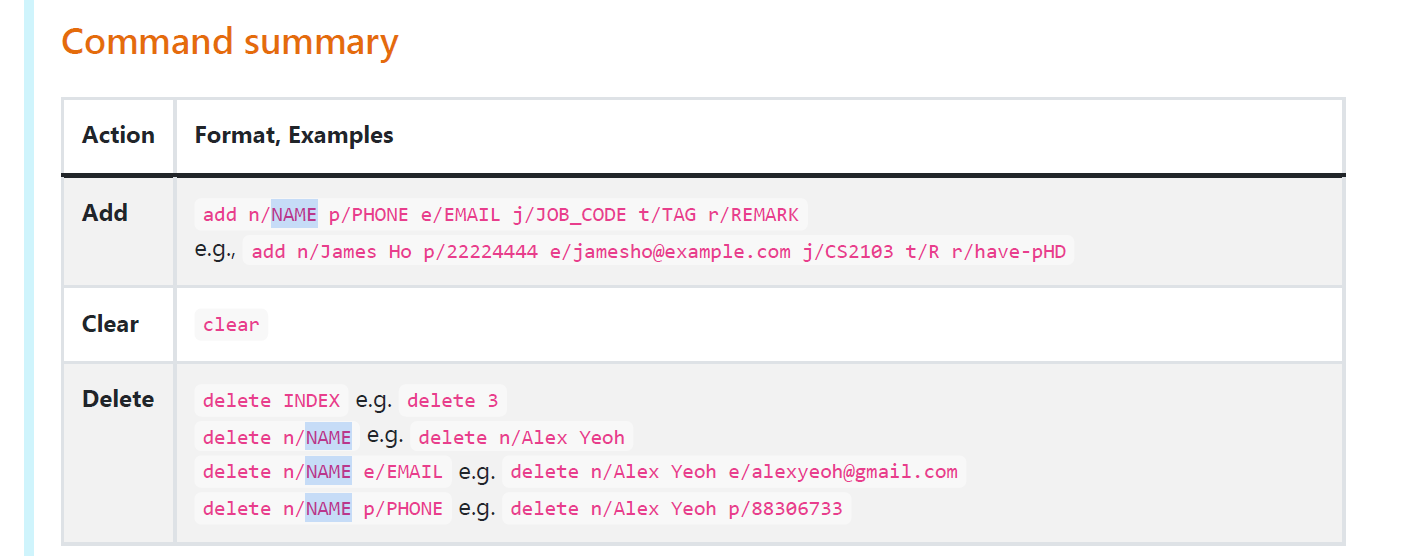 Command summary
Action Format, Examples
Add add n/NAME p/PHONE e/EMAIL j/JOB_CODE t/TAG r/REMARK
e.g., add n/James Ho p/22224444 e/jamesho@example.com j/CS2103 t/R r/have-pHD
Clear clear
Delete delete INDEX e.g. delete 3
delete n/NAME e.g. delete n/Alex Yeoh
delete n/NAME e/EMAIL e.g. delete n/Alex Yeoh e/alexyeoh@gmail.com
delete n/NAME p/PHONE e.g. delete n/Alex Yeoh p/88306733